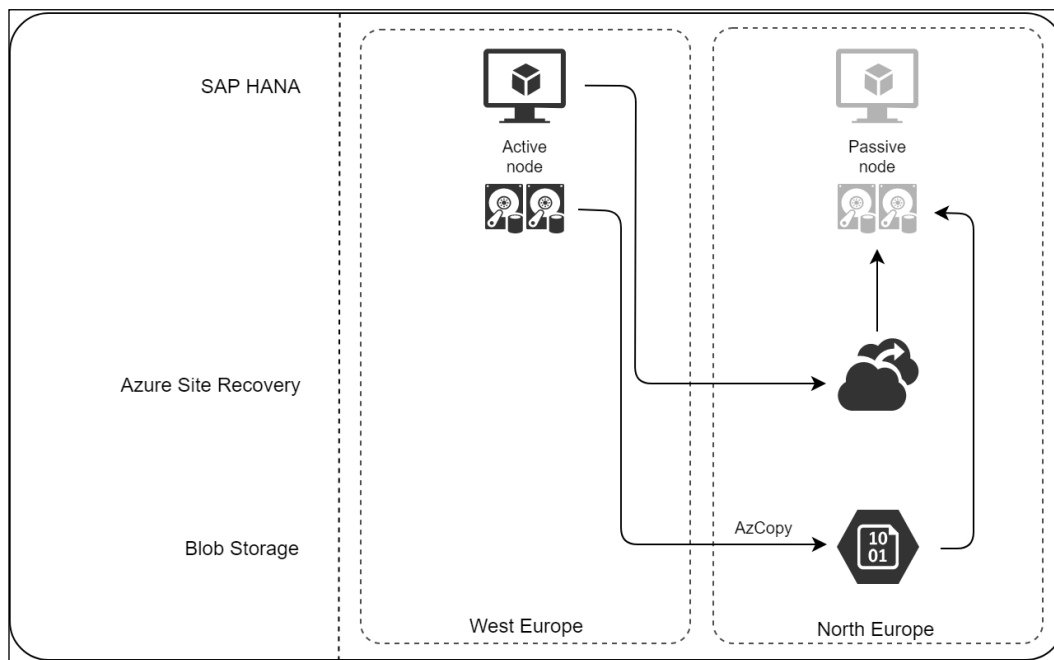 SAP HANA
Active
node
Passive
node
Azure Site Recovery
Blob Storage
AzCopy
10
01
West Europe
North Europe